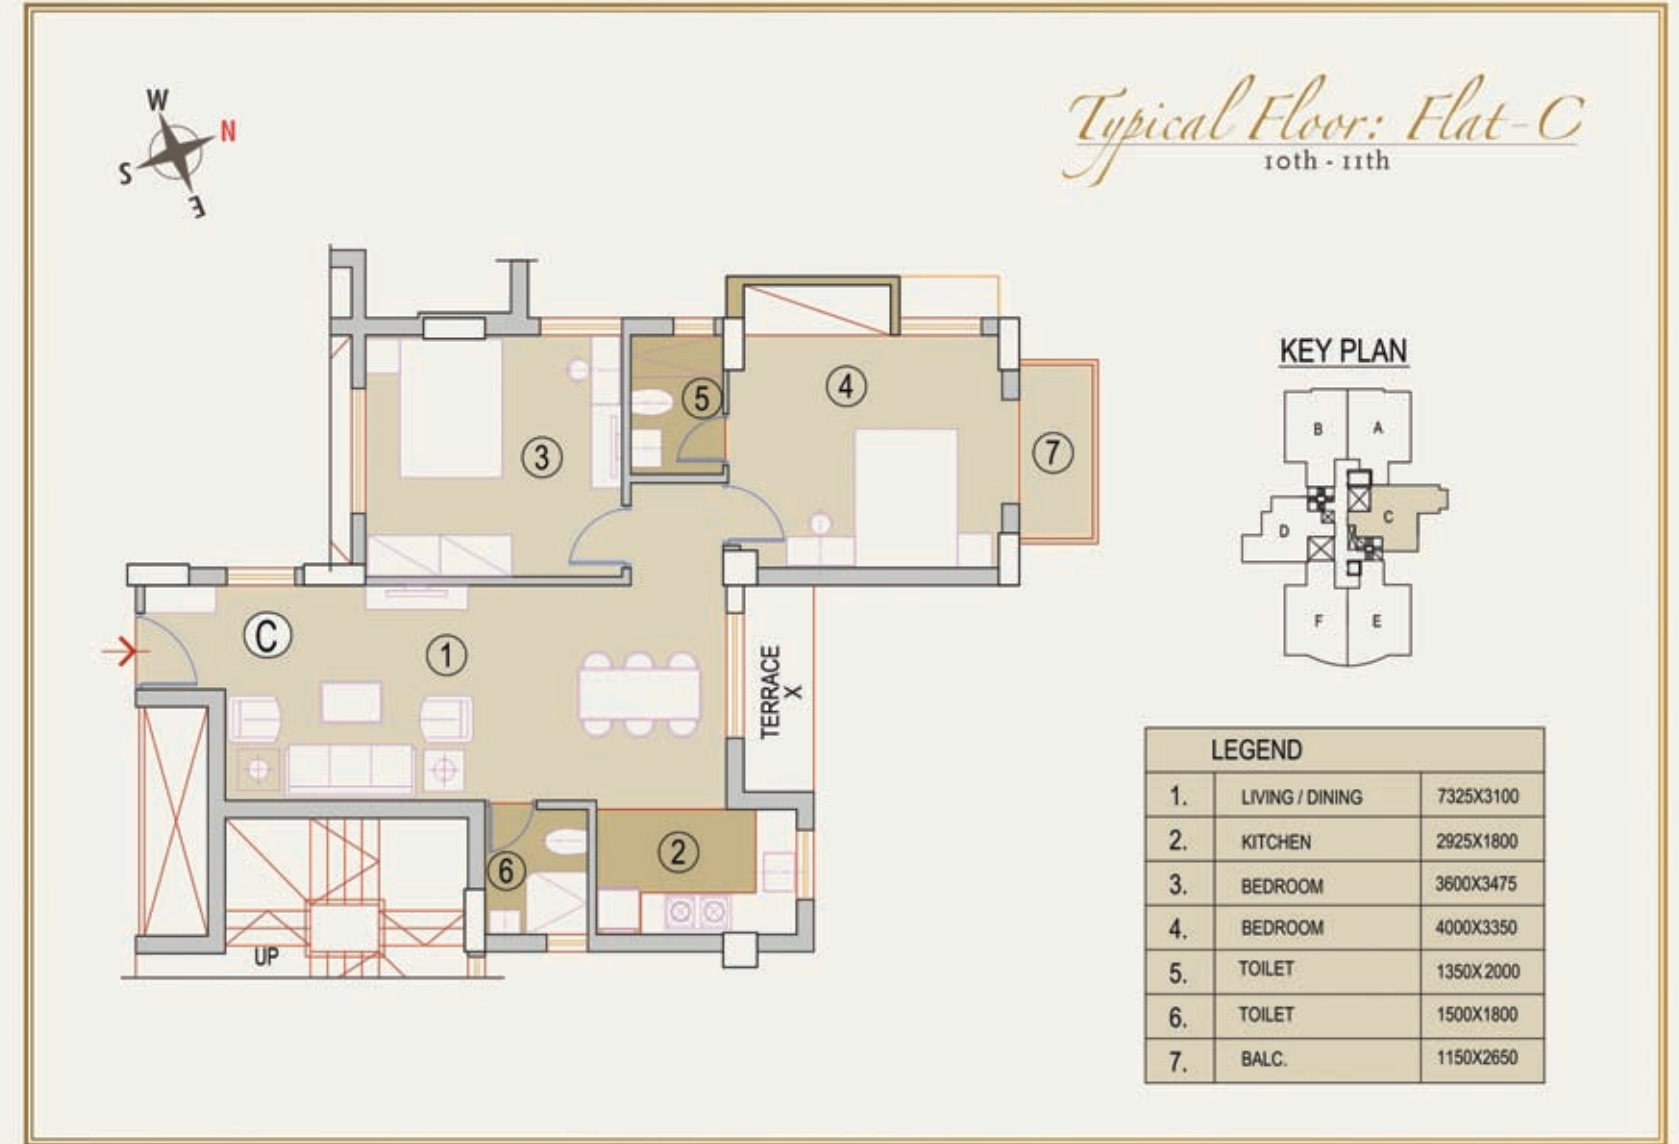 Typical Floor: Flat-C
10th - 11th
W
N
S
E
3
5
4
7
C
1
TERRACE
X
2
6
UP
KEY PLAN
B
A
C
D
F
E
LEGEND
1. LIVING / DINING 7325X3100
2. KITCHEN 2925X1800
3. BEDROOM 3600X3475
4. BEDROOM 4000X3350
5. TOILET 1350X2000
6. TOILET 1500X1800
7. BALC. 1150X2650